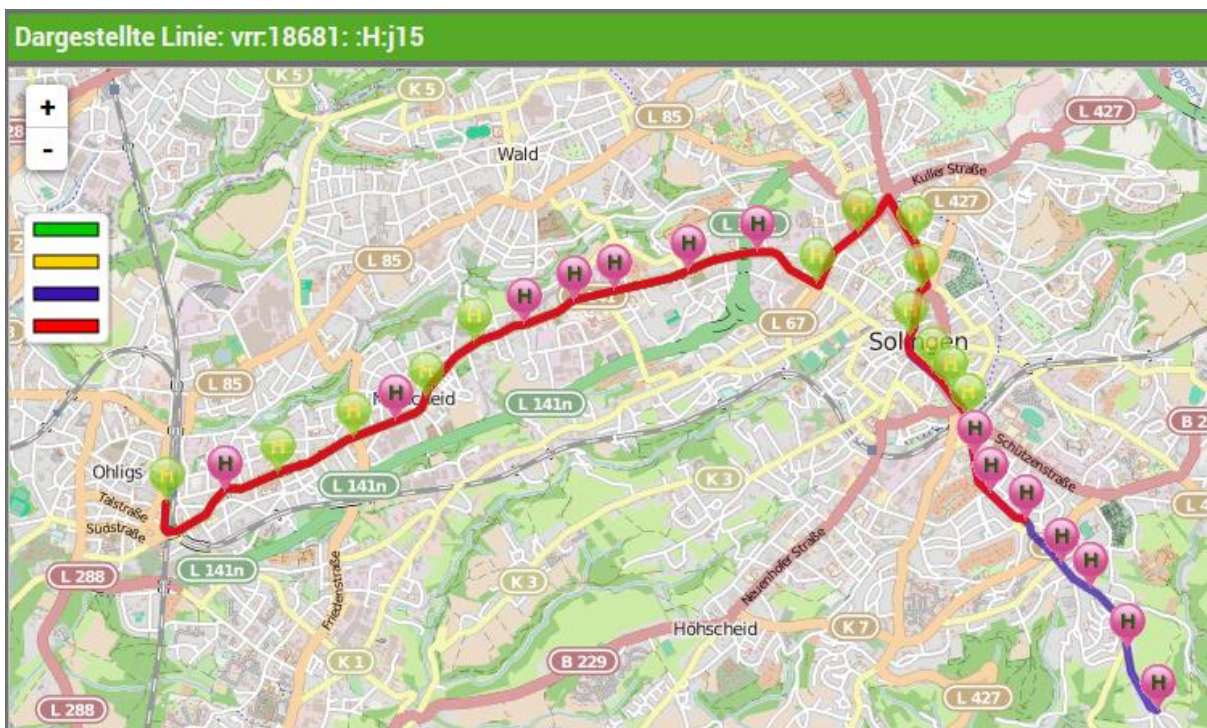 Dargestellte Linie: vrr:18681: :H:j15
+
-
K 5
K 5
L 85
L 427
Wald
Kuller Straße
L 427
H
H
H
H
H
H
H
L 85
H
H
H
H
H
L 67
Solingen
H
H
H
H
L 85
H
H
H
L 141n
H
B 2
Ohligs
H
H
H
L 141n
K 3
H
Schützenstraße
H
Talstraße
Südstraße
L 288
L 141n
Friedenstraße
K 3
Neuenhofer Straße
H
H
H
Höhscheid
K 7
K 1
B 229
L 427
H
L 288